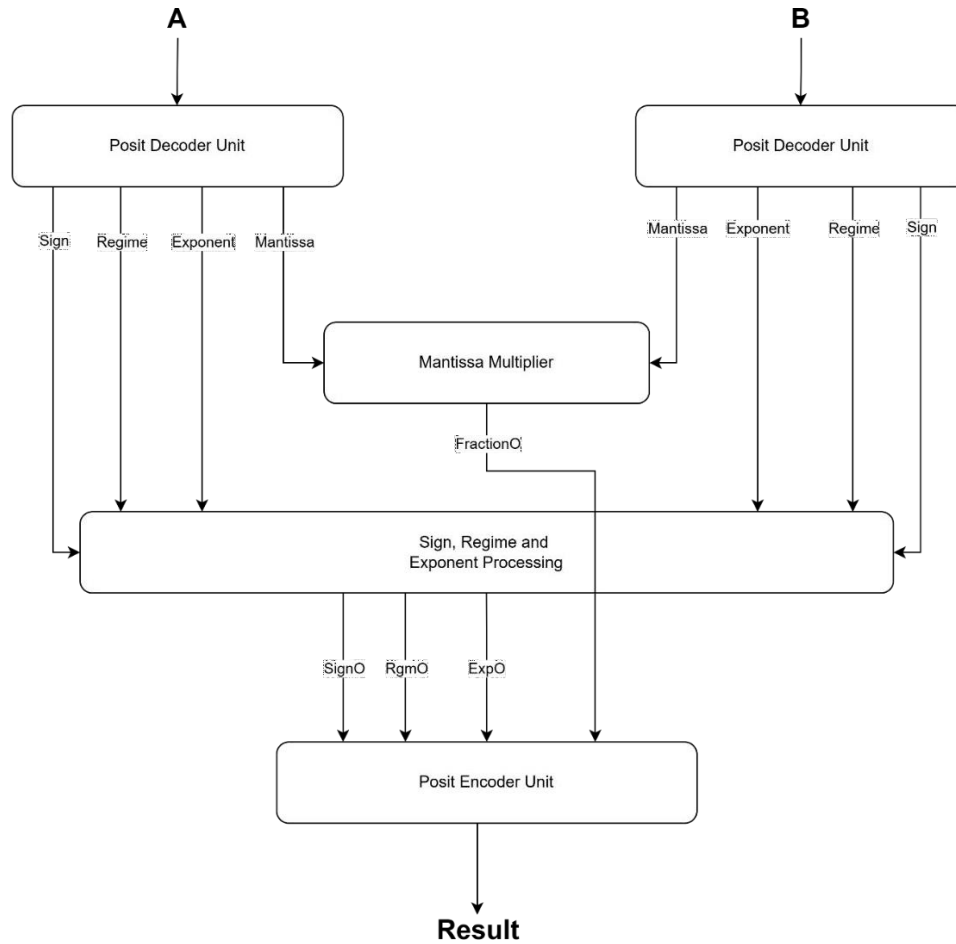 A
B
Posit Decoder Unit
Posit Decoder Unit
Sign
Regime
Exponent
Mantissa
Mantissa
Exponent
Regime
Sign
Mantissa Multiplier
FractionO
Sign, Regime and
Exponent Processing
SignO
RgmO
ExpO
Posit Encoder Unit
Result